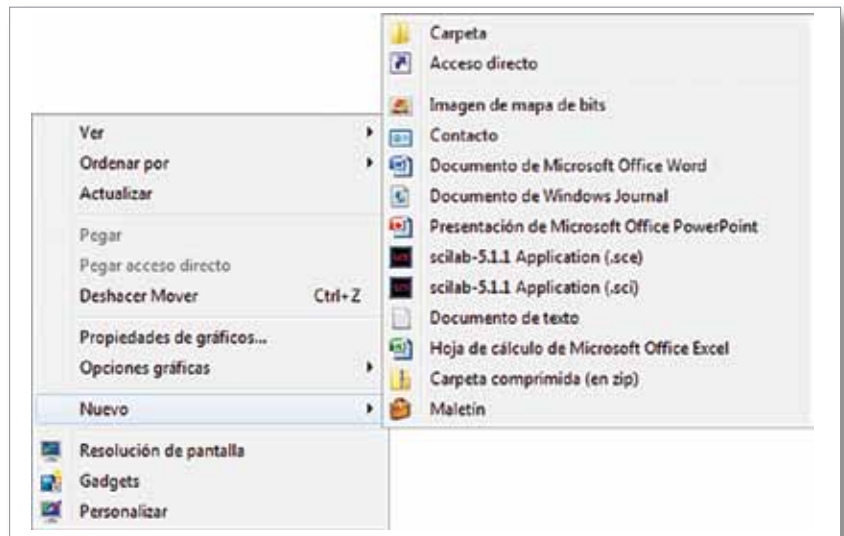 Ver
Ordenar por
Actualizar
Pegar
Pegar acceso directo
Deshacer Mover Ctrl+Z
Propiedades de gráficos...
Opciones gráficas
Nuevo
Resolución de pantalla
Gadgets
Personalizar
Carpeta
Acceso directo
Imagen de mapa de bits
Contacto
Documento de Microsoft Office Word
Documento de Windows Journal
Presentación de Microsoft Office PowerPoint
scilab-5.1.1 Application (.sce)
scilab-5.1.1 Application (.sci)
Documento de texto
Hoja de cálculo de Microsoft Office Excel
Carpeta comprimida (en zip)
Maletín